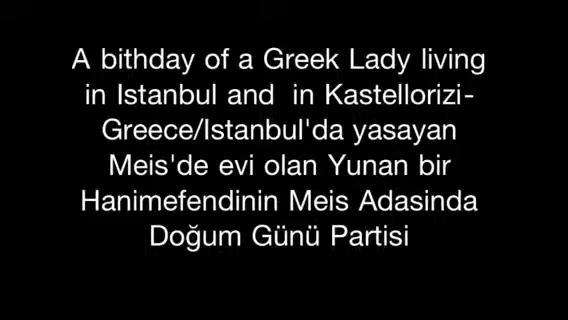 A bithday of a Greek Lady living
in Istanbul and  in Kastellorizi-
Greece/Istanbul'da yasayan
Meis'de evi olan Yunan bir
Hanimefendinin Meis Adasinda
Doğum Günü Partisi